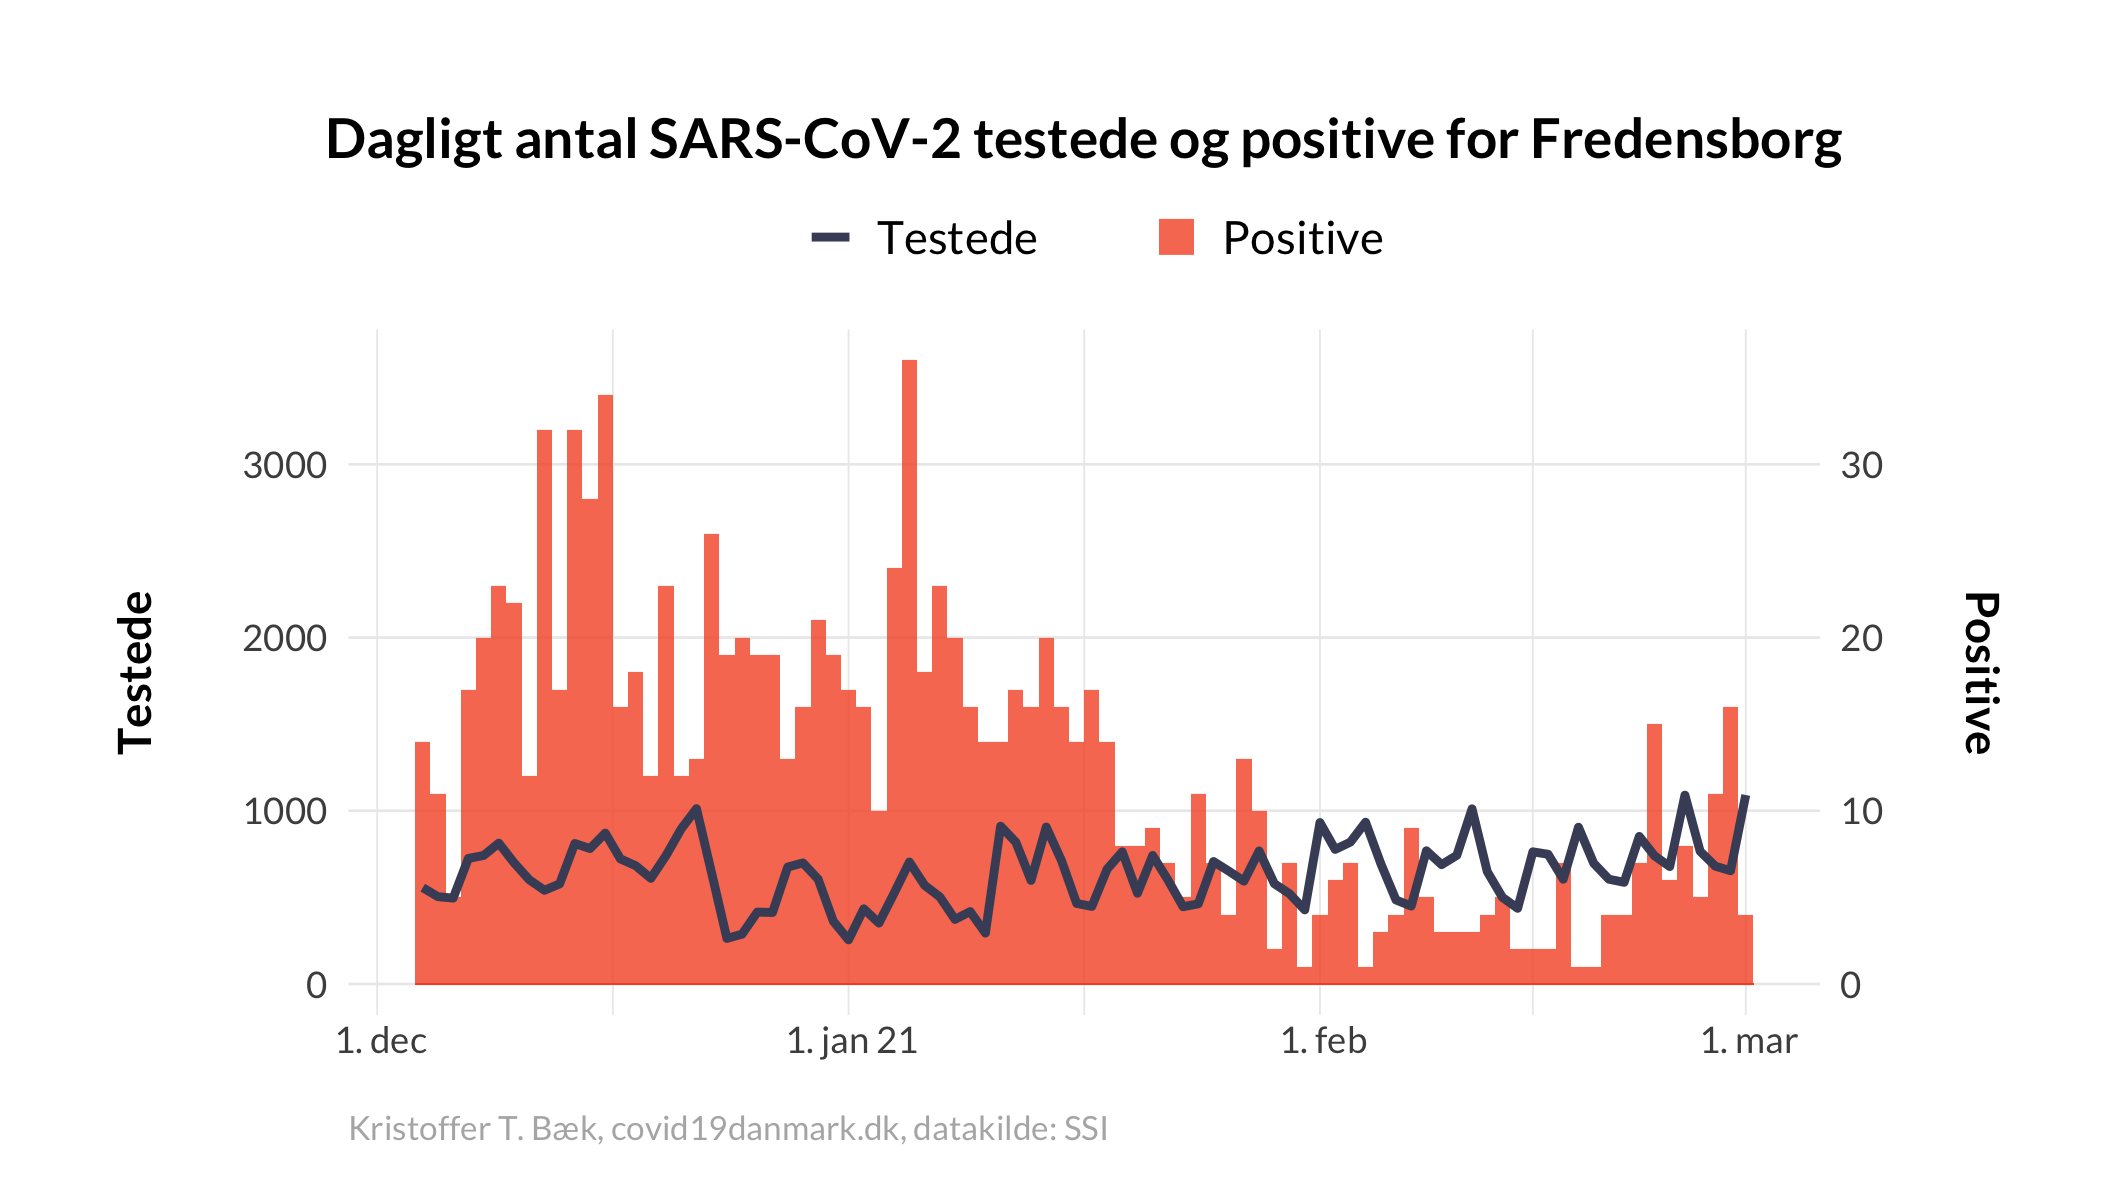 Dagligt antal SARS-CoV-2 testede og positive for Fredensborg
Testede
Positive
3000
2000
1000
0
Testede
30
20
10
0
Positive
1. dec
1. jan 21
1. feb
1. mar
Kristoffer T. Bæk, covid19danmark.dk, datakilde: SSI